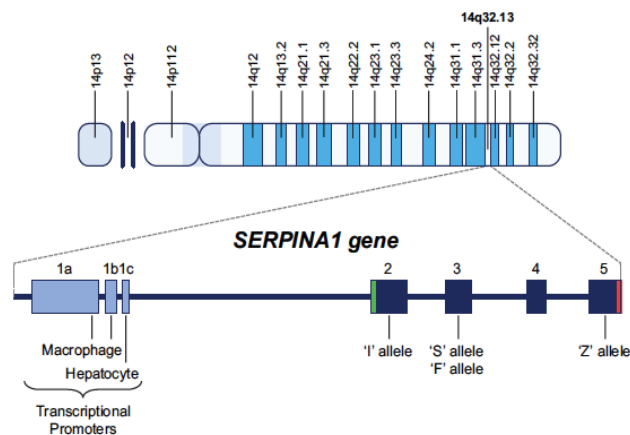 14q32.13
14p13
14p12
14p112
14q12
14q13.2
14q21.1
14q21.3
14q22.2
14q23.1
14q23.3
14q24.2
14q31.1
14q31.3
14q32.12
14q32.2
14q32.32
SERPINA1 gene
1a 1b 1c 2 3 4 5
Macrophage
Hepatocyte
Transcriptional
Promoters
'I' allele
'S' allele
'F' allele
'Z' allele